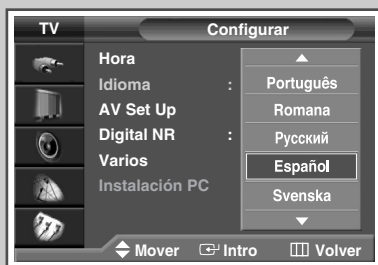 TV Configurar
Hora
Idioma :
AV Set Up
Digital NR :
Varios
Instalación PC
Português
Romana
Русский
Español
Svenska
Mover Intro Volver